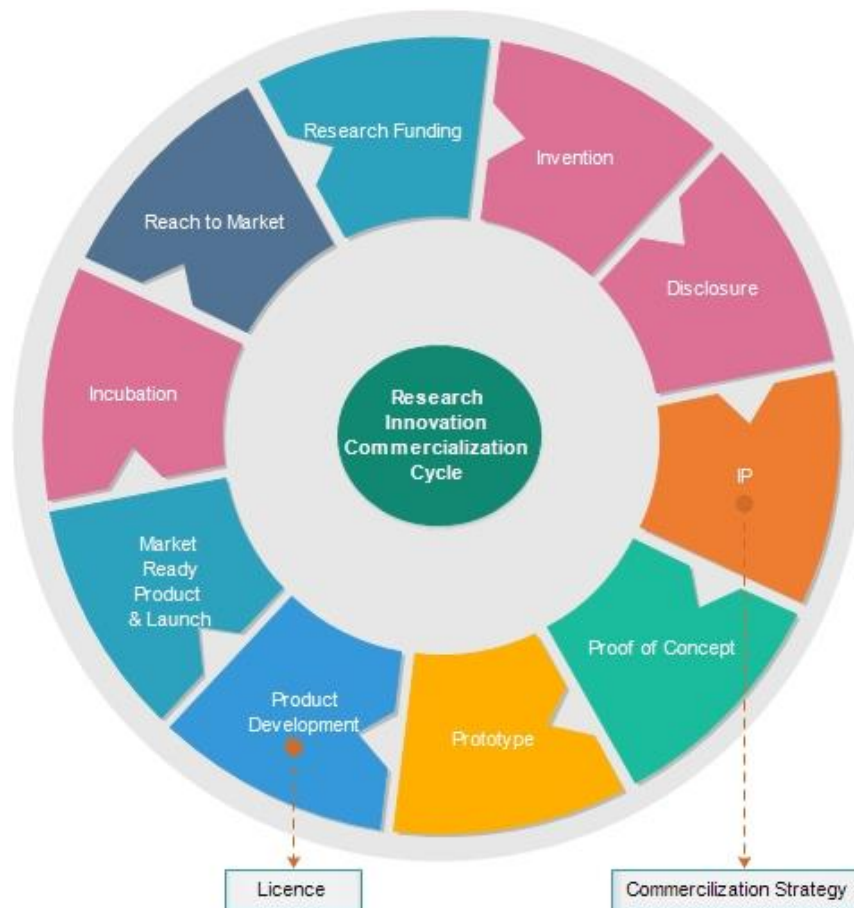 Research Funding
Invention
Disclosure
IP
Proof of Concept
Prototype
Product
Development
Market
Ready
Product
& Launch
Incubation
Reach to Market
Research
Innovation
Commercialization
Cycle
Licence
Commercilization Strategy